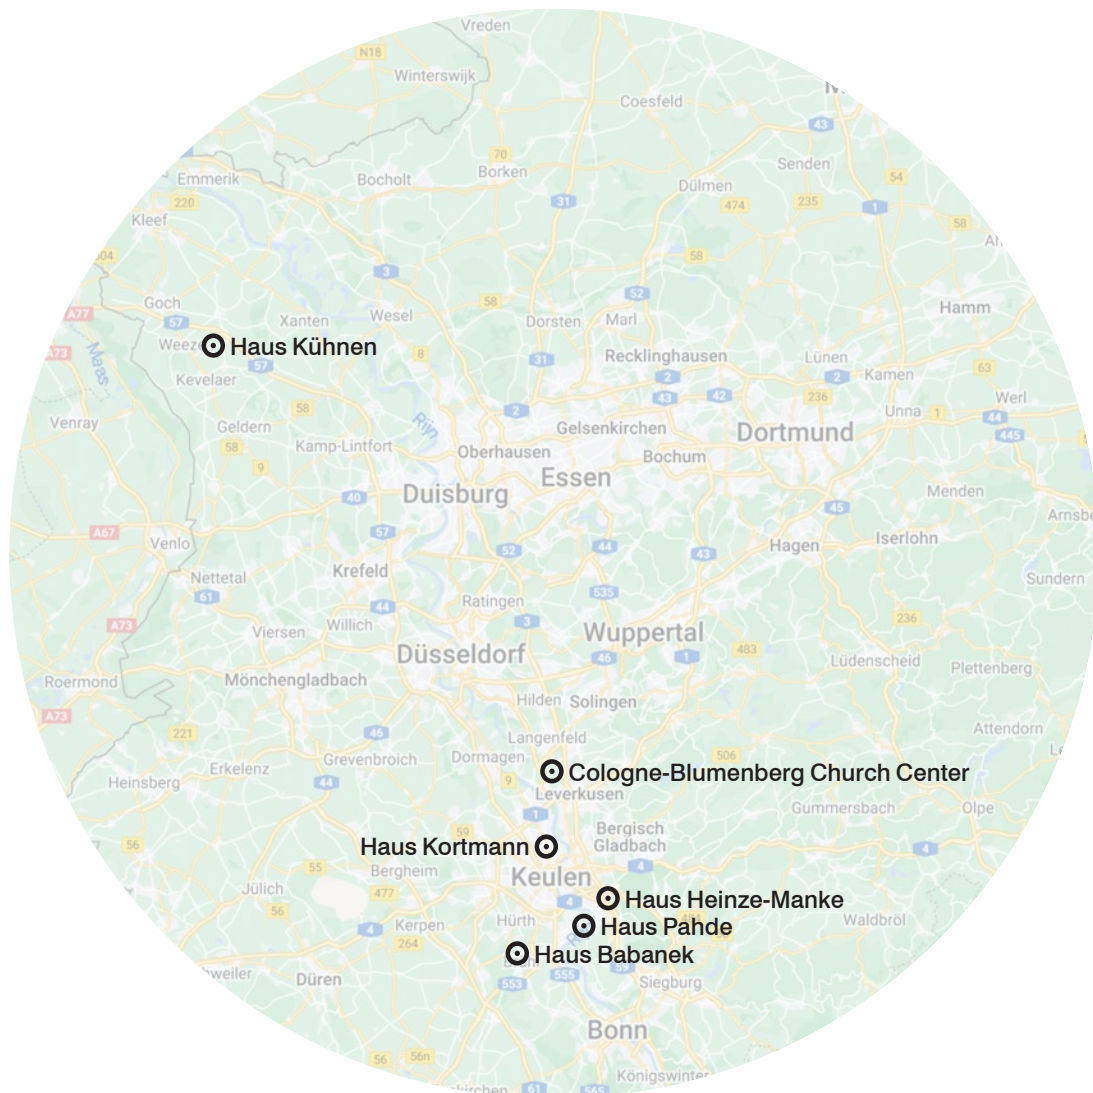 Vreden
N18
Winterswijk
Coesfeld
43
70
Borken
Senden
54
Emmerik
Bocholt
Dülmen
220
31
474
235
1
Kleef
58
58
3
52
Goch
A77
57
Xanten
Wesel
58
Dorsten
Marl
Hamm
Haus Kühnen
A73
Maas
8
31
Recklinghausen
Lünen
57
Kevelaer
2
2
Kamen
63
43
42
236
58
2
Werl
Unna
1
44
Venray
Geldern
Rijn
Gelsenkirchen
Dortmund
445
58
Kamp-Lintfort
Oberhausen
Bochum
9
Essen
Duisburg
40
Menden
45
A67
57
Venlo
52
44
43
Hagen
Iserlohn
Krefeld
Nettetal
61
535
Sundern
44
Ratingen
236
A73
Viersen
Willich
3
Wuppertal
Düsseldorf
46
1
483
Lüdenscheid
Plettenberg
Roermond
Mönchengladbach
Hilden
Solingen
A73
221
46
Langenfeld
Attendorn
Grevenbroich
Dormagen
506
Heinsberg
Erkelenz
44
9
Cologne-Blumenberg Church Center
Leverkusen
Gummersbach
Olpe
1
59
Bergisch
Gladbach
56
Haus Kortmann
4
4
55
Bergheim
Keulen
Jülich
477
4
Haus Heinze-Manke
56
Kerpen
Hürth
Waldbröl
4
264
Haus Pahde
Haus Babanek
59
Düren
553
555
Siegburg
Bonn
56
56n
Königswinter
61
565